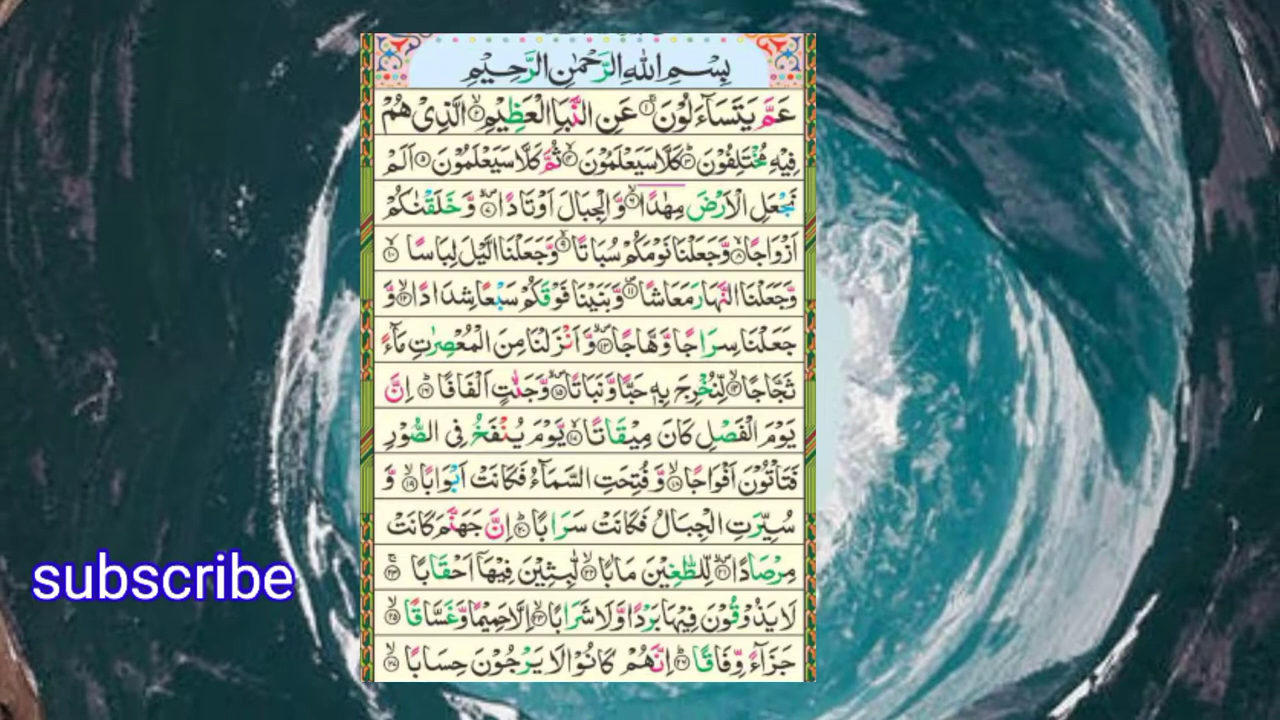 بِسْمِ اللهِ الرَّحْمٰنِ الرَّحِيْمِ
عَمَّ يَتَسَآءَلُوْنَ ۝۱ عَنِ النَّبَاِ الْعَظِيْمِ ۝۲ الَّذِىْ هُمْ
فِيْهِ مُخْتَلِفُوْنَ ۝۳ كَلَّا سَيَعْلَمُوْنَ ۝۴ ثُمَّ كَلَّا سَيَعْلَمُوْنَ ۝۵ اَلَمْ
نَجْعَلِ الْاَرْضَ مِهٰدًا ۝۶ وَّالْجِبَالَ اَوْتَادًا ۝۷ وَّخَلَقْنٰكُمْ
اَزْوَاجًا ۝۸ وَّجَعَلْنَا نَوْمَكُمْ سُبَاتًا ۝۹ وَّجَعَلْنَا الَّيْلَ لِبَاسًا ۝۱۰
وَّجَعَلْنَا النَّهَارَ مَعَاشًا ۝۱۱ وَّبَنَيْنَا فَوْقَكُمْ سَبْعًا شِدَادًا ۝۱۲ وَّ
جَعَلْنَا سِرَاجًا وَّهَّاجًا ۝۱۳ وَّاَنْزَلْنَا مِنَ الْمُعْصِرٰتِ مَآءً
ثَجَّاجًا ۝۱۴ لِّنُخْرِجَ بِهٖ حَبًّا وَّنَبَاتًا ۝۱۵ وَّجَنّٰتٍ اَلْفَافًا ۝۱۶ اِنَّ
يَوْمَ الْفَصْلِ كَانَ مِيْقَاتًا ۝۱۷ يَّوْمَ يُنْفَخُ فِى الصُّوْرِ
فَتَاْتُوْنَ اَفْوَاجًا ۝۱۸ وَّفُتِحَتِ السَّمَآءُ فَكَانَتْ اَبْوَابًا ۝۱۹ وَّ
سُيِّرَتِ الْجِبَالُ فَكَانَتْ سَرَابًا ۝۲۰ اِنَّ جَهَنَّمَ كَانَتْ
مِرْصَادًا ۝۲۱ لِّلطّٰغِيْنَ مَاٰبًا ۝۲۲ لّٰبِثِيْنَ فِيْهَآ اَحْقَابًا ۝۲۳
لَا يَذُوْقُوْنَ فِيْهَا بَرْدًا وَّلَا شَرَابًا ۝۲۴ اِلَّا حَمِيْمًا وَّغَسَّاقًا ۝۲۵
جَزَآءً وِّفَاقًا ۝۲۶ اِنَّهُمْ كَانُوْا لَا يَرْجُوْنَ حِسَابًا ۝۲۷
subscribe